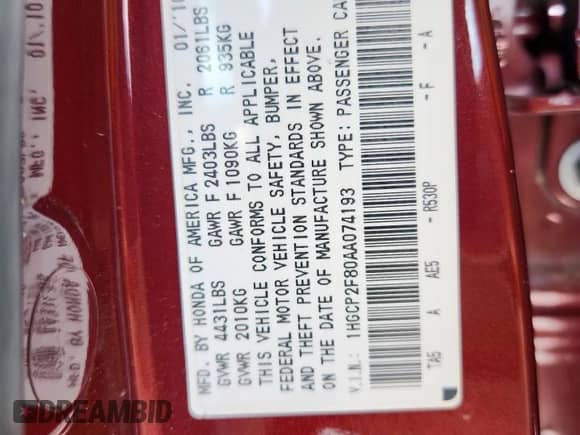 MFD. BY HONDA OF AMERICA MFG., INC. 01/10
GVWR 4431LBS GAWR F 2403LBS R 2061LBS
GVWR 2010KG GAWR F 1090KG R 935KG
THIS VEHICLE CONFORMS TO ALL APPLICABLE
FEDERAL MOTOR VEHICLE SAFETY, BUMPER,
AND THEFT PREVENTION STANDARDS IN EFFECT
ON THE DATE OF MANUFACTURE SHOWN ABOVE.
V.I.N.: 1HGCP2F80AA074193 TYPE: PASSENGER CA
TA5 A AE5 - R530P - F - A
DREAMBID